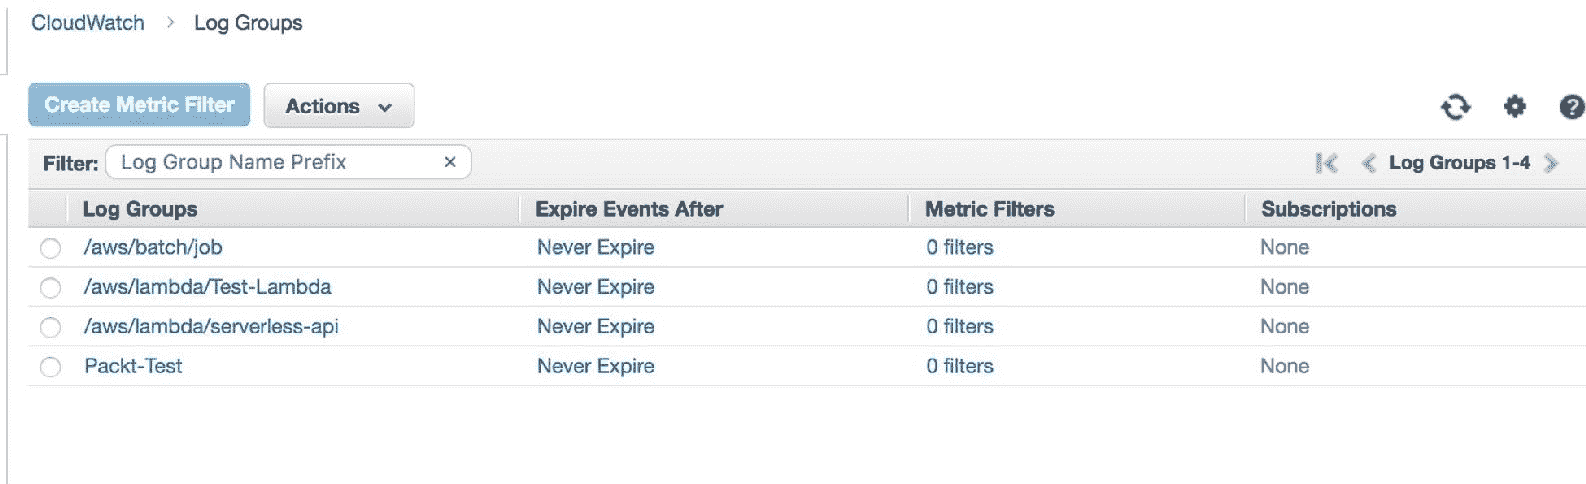 CloudWatch > Log Groups
Create Metric Filter Actions
Filter: Log Group Name Prefix × Log Groups 1-4
Log Groups Expire Events After Metric Filters Subscriptions
/aws/batch/job Never Expire 0 filters None
/aws/lambda/Test-Lambda Never Expire 0 filters None
/aws/lambda/serverless-api Never Expire 0 filters None
Packt-Test Never Expire 0 filters None